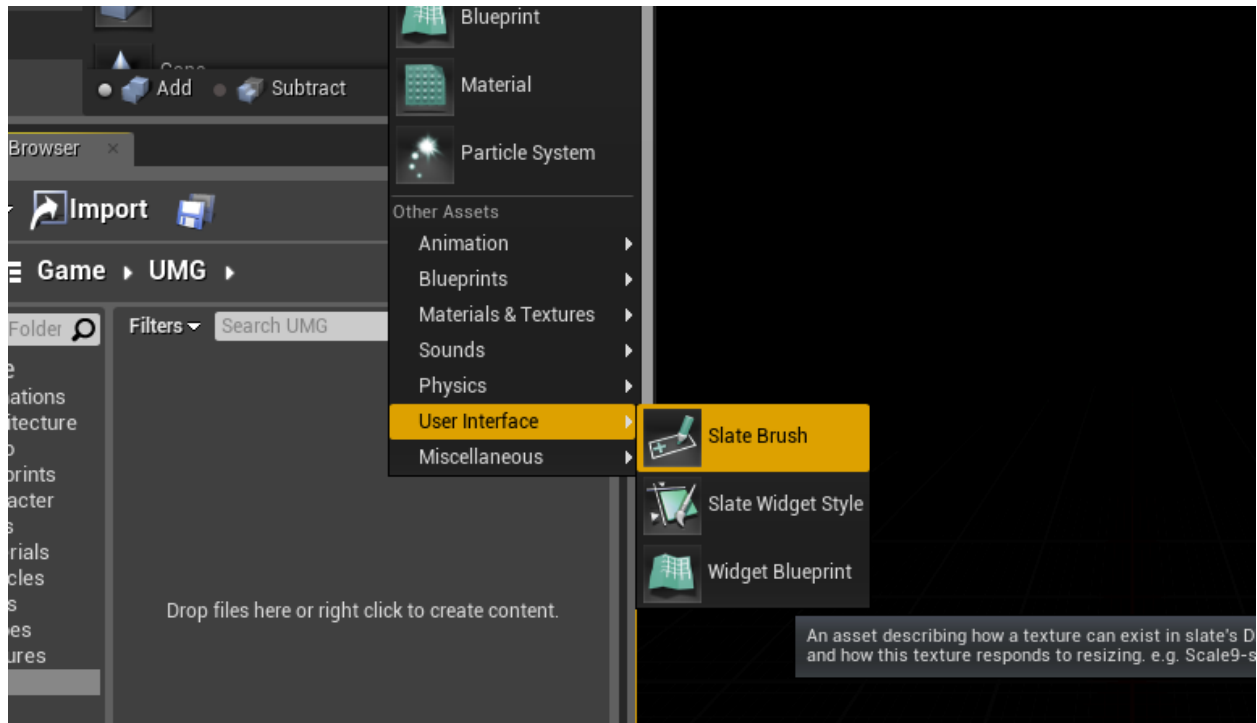 Blueprint
Cone
Add
Subtract
Material
Browser
Particle System
Import
Other Assets
Animation
Game
UMG
Blueprints
Folder
Filters
Search UMG
Materials & Textures
Sounds
Physics
ations
itecture
User Interface
Slate Brush
Miscellaneous
prints
acter
Slate Widget Style
rials
cles
Widget Blueprint
Drop files here or right click to create content.
es
ures
An asset describing how a texture can exist in slate's D
and how this texture responds to resizing. e.g. Scale9-s